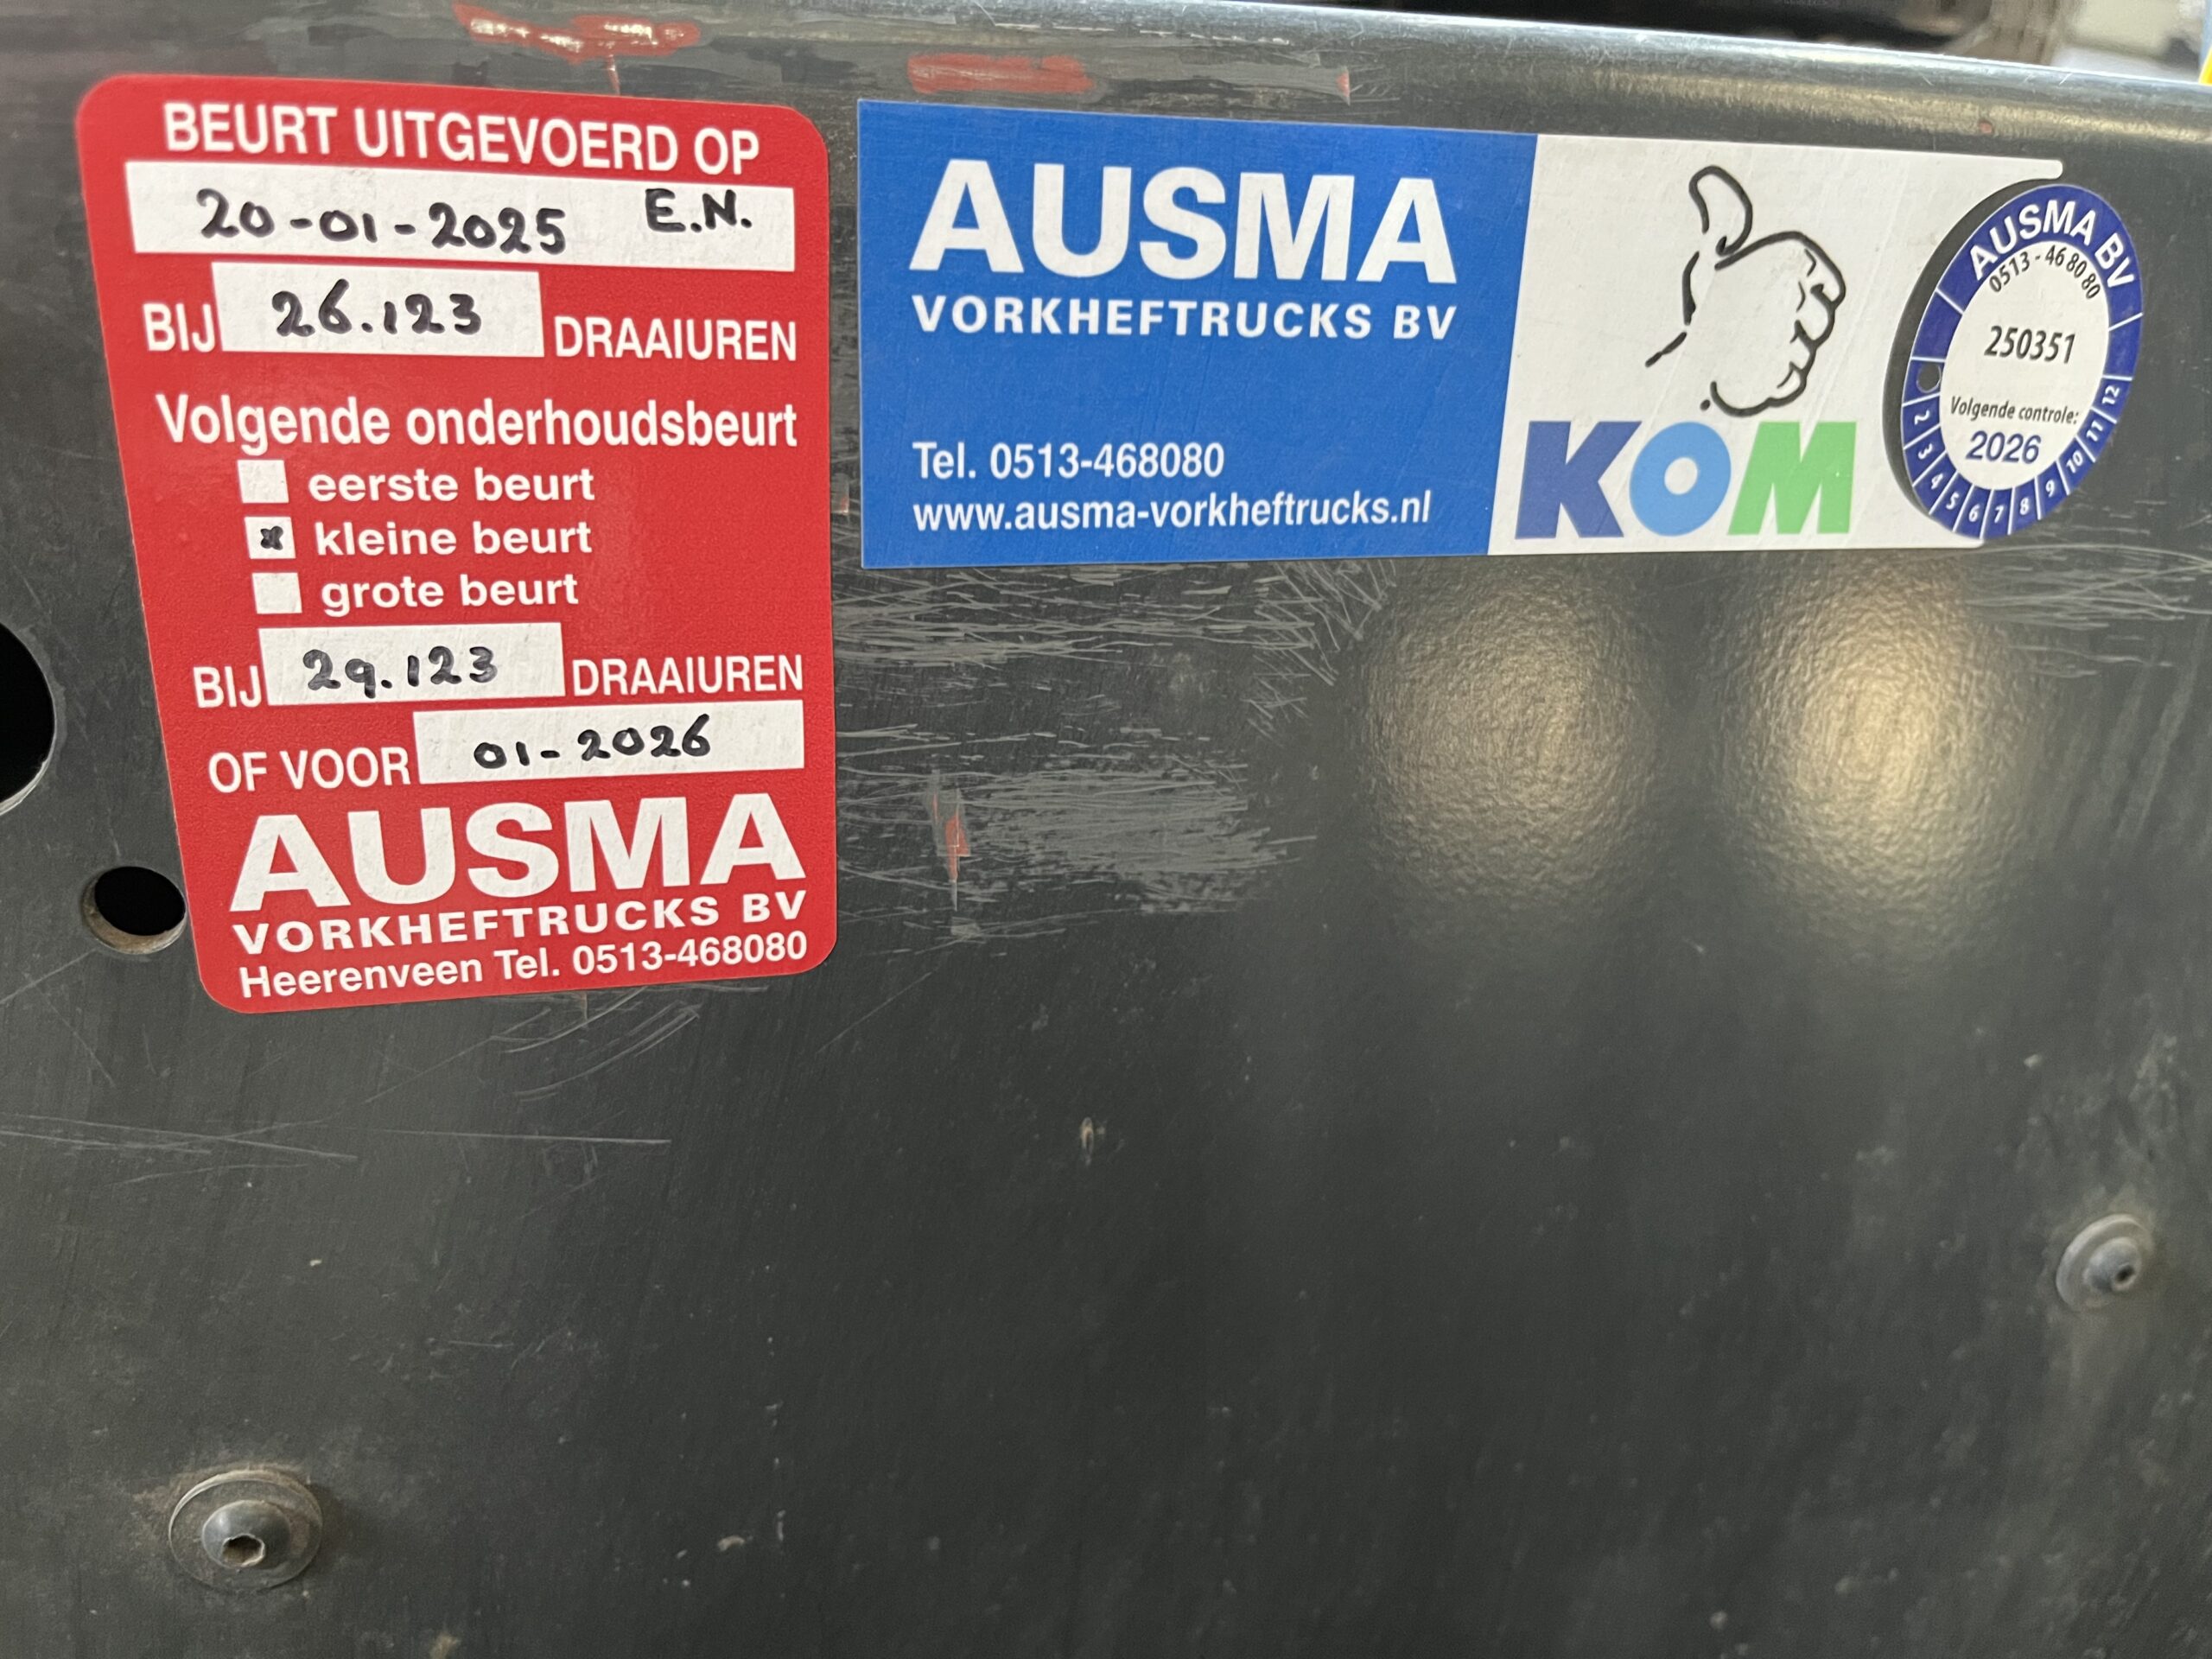 BEURT UITGEVOERD OP
20-01-2025 E.N.
BIJ 26.123 DRAAIUREN
Volgende onderhoudsbeurt
eerste beurt
x kleine beurt
grote beurt
BIJ 29.123 DRAAIUREN
OF VOOR 01-2026
AUSMA
VORKHEFTRUCKS BV
Heerenveen Tel. 0513-468080
AUSMA
VORKHEFTRUCKS BV
Tel. 0513-468080
www.ausma-vorkheftrucks.nl
KOM
AUSMA BV
0513 - 46 80 80
250351
Volgende controle:
2026
2 3 4 5 6 7 8 9 10 11 12